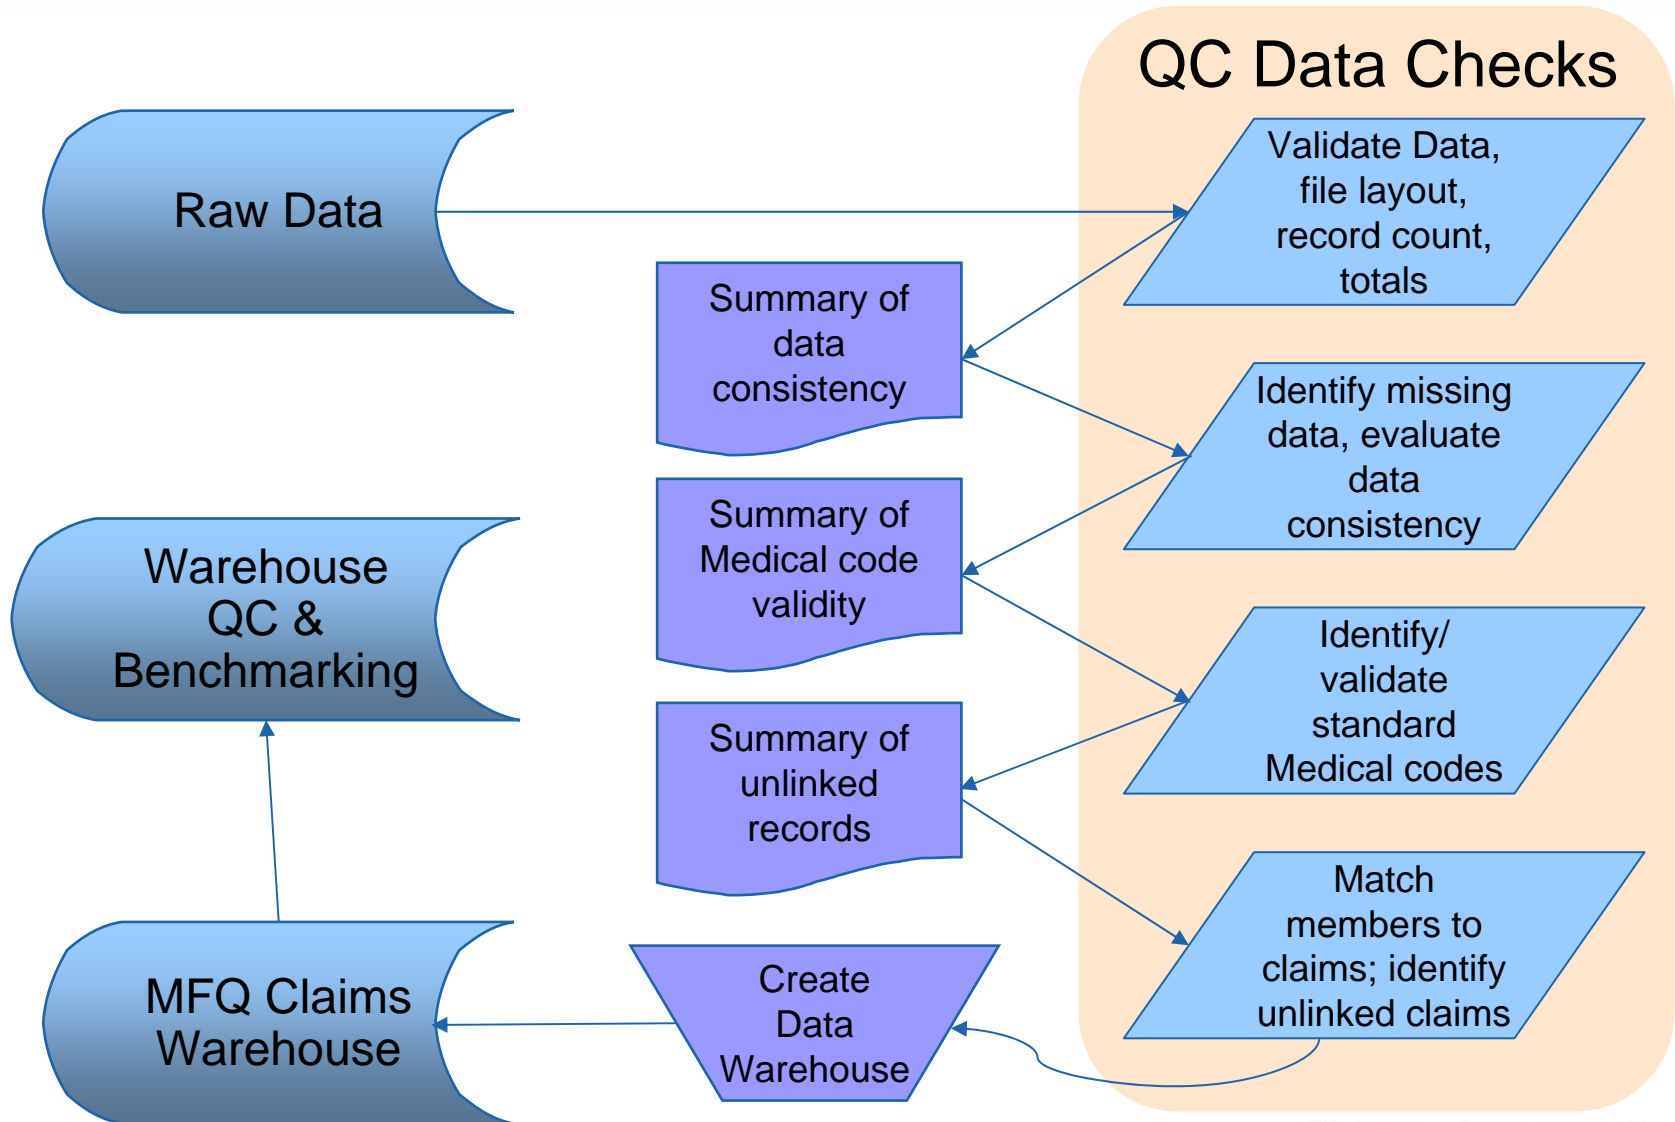 QC Data Checks
Raw Data
Validate Data,
file layout,
record count,
totals
Summary of
data
consistency
Identify missing
data, evaluate
data
consistency
Summary of
Medical code
validity
Warehouse
QC &
Benchmarking
Identify/
validate
standard
Medical codes
Summary of
unlinked
records
Match
members to
claims; identify
unlinked claims
Create
Data
Warehouse
MFQ Claims
Warehouse